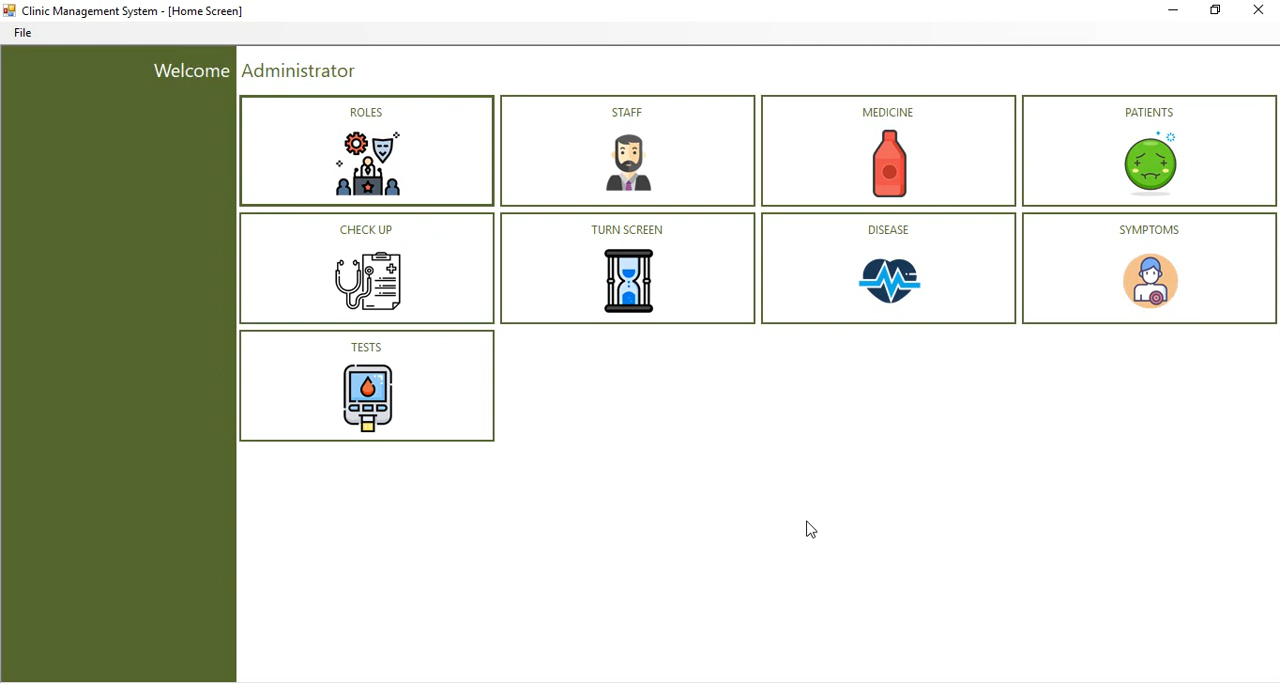 Clinic Management System - [Home Screen]
File
Welcome Administrator
ROLES
STAFF
MEDICINE
PATIENTS
CHECK UP
TURN SCREEN
DISEASE
SYMPTOMS
TESTS